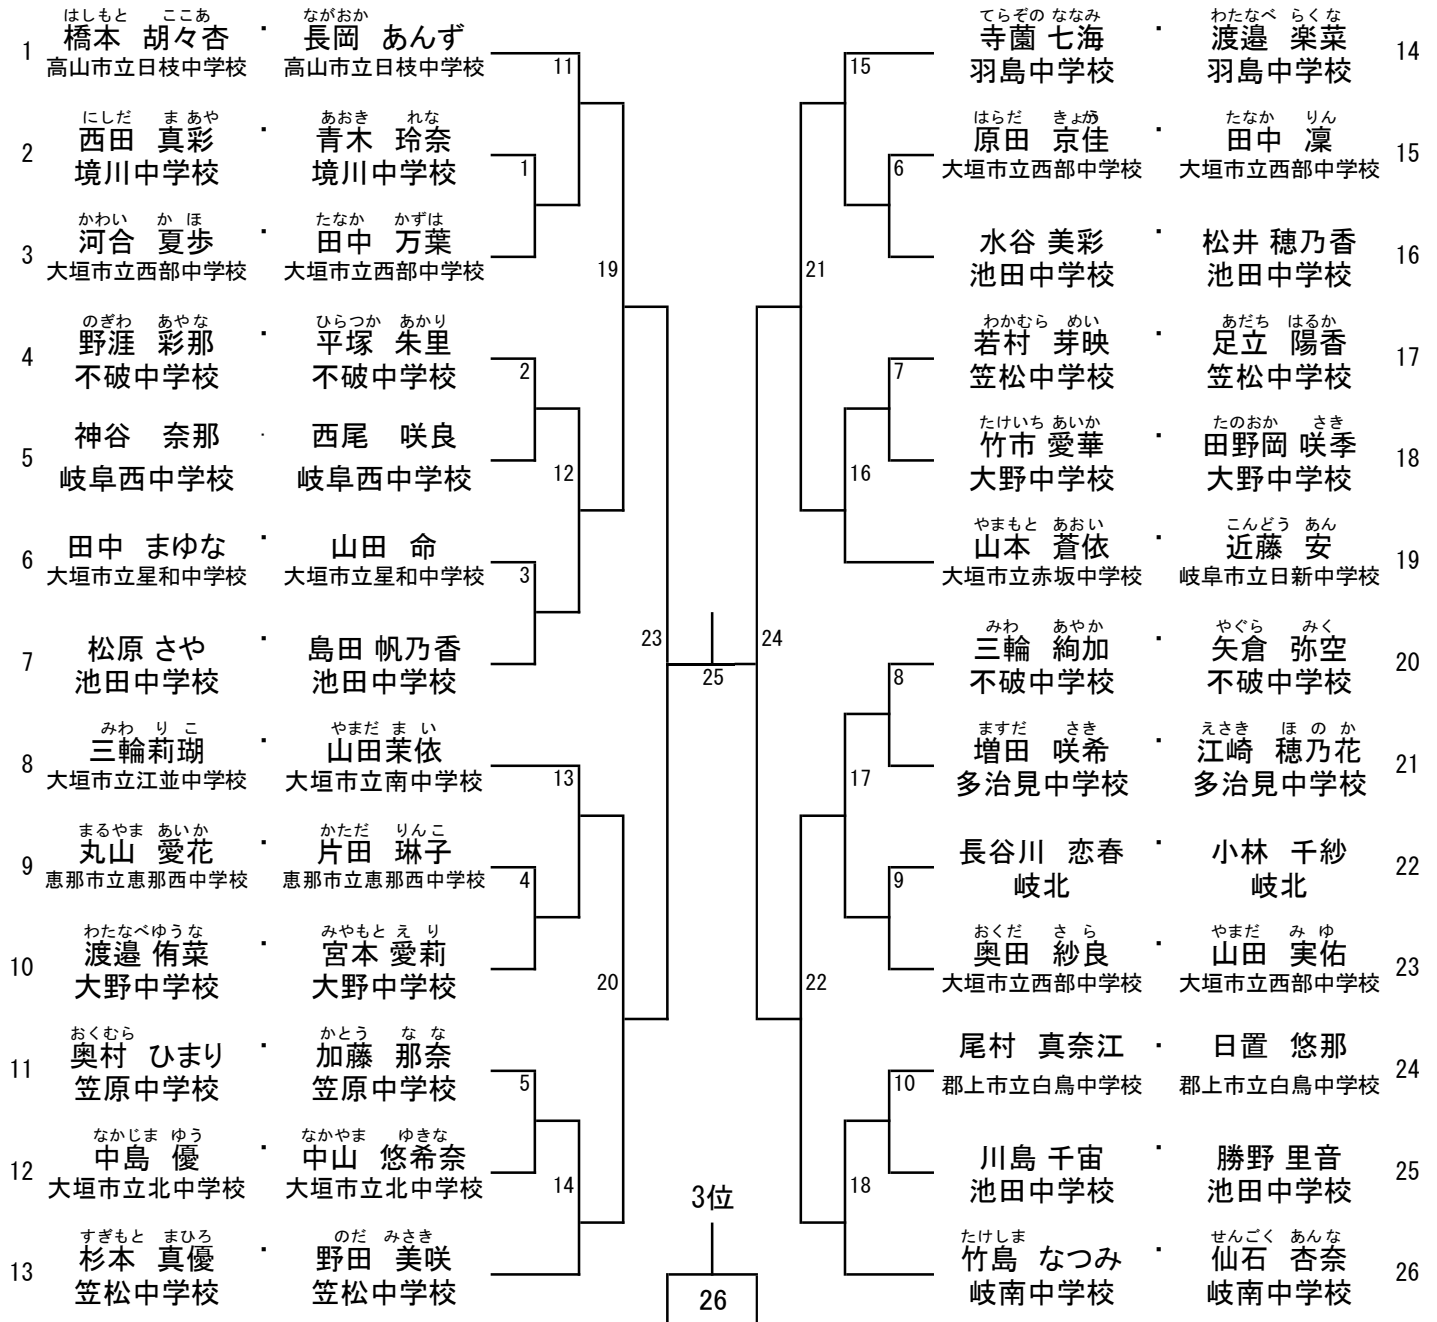 はしもと ここあ ながおか
1 橋本 胡々杏 ・ 長岡 あんず
高山市立日枝中学校 高山市立日枝中学校
11
にしだ ま あや あおき れな
2 西田 真彩 ・ 青木 玲奈
境川中学校 境川中学校
1
かわい か ほ たなか かずは
3 河合 夏歩 ・ 田中 万葉
大垣市立西部中学校 大垣市立西部中学校
19
のぎわ あやな ひらつか あかり
4 野涯 彩那 ・ 平塚 朱里
不破中学校 不破中学校
2
5 神谷 奈那 ・ 西尾 咲良
岐阜西中学校 岐阜西中学校
12
6 田中 まゆな ・ 山田 命
大垣市立星和中学校 大垣市立星和中学校
3
7 松原 さや ・ 島田 帆乃香
池田中学校 池田中学校
23
みわ り こ やまだ ま い
8 三輪莉瑚 ・ 山田茉依
大垣市立江並中学校 大垣市立南中学校
13
まるやま あいか かただ りんこ
9 丸山 愛花 ・ 片田 琳子
恵那市立恵那西中学校 恵那市立恵那西中学校
4
わたなべゆうな みやもと え り
10 渡邉 侑菜 ・ 宮本 愛莉
大野中学校 大野中学校
20
おくむら かとう な な
11 奥村 ひまり ・ 加藤 那奈
笠原中学校 笠原中学校
5
なかじま ゆう なかやま ゆきな
12 中島 優 ・ 中山 悠希奈
大垣市立北中学校 大垣市立北中学校
14
すぎもと まひろ のだ みさき
13 杉本 真優 ・ 野田 美咲
笠松中学校 笠松中学校
25
3位
26
てらぞの ななみ わたなべ らくな
寺薗 七海 ・ 渡邉 楽菜 14
羽島中学校 羽島中学校
15
はらだ たなか りん
原田 京佳 ・ 田中 凜 15
大垣市立西部中学校 大垣市立西部中学校
6
水谷 美彩 ・ 松井 穂乃香 16
池田中学校 池田中学校
21
わかむら めい あだち はるか
若村 芽映 ・ 足立 陽香 17
笠松中学校 笠松中学校
7
たけいち あいか たのおか さき
竹市 愛華 ・ 田野岡 咲季 18
大野中学校 大野中学校
16
やまもと あおい こんどう あん
山本 蒼依 ・ 近藤 安 19
大垣市立赤坂中学校 岐阜市立日新中学校
24
みわ あやか やぐら みく
三輪 絢加 ・ 矢倉 弥空 20
不破中学校 不破中学校
8
ますだ さき えさき ほ の か
増田 咲希 ・ 江崎 穂乃花 21
多治見中学校 多治見中学校
17
長谷川 恋春 ・ 小林 千紗 22
岐北 岐北
9
おくだ さ ら やまだ み ゆ
奥田 紗良 ・ 山田 実佑 23
大垣市立西部中学校 大垣市立西部中学校
22
尾村 真奈江 ・ 日置 悠那 24
郡上市立白鳥中学校 郡上市立白鳥中学校
10
川島 千宙 ・ 勝野 里音 25
池田中学校 池田中学校
18
たけしま せんごく あんな
竹島 なつみ ・ 仙石 杏奈 26
岐南中学校 岐南中学校